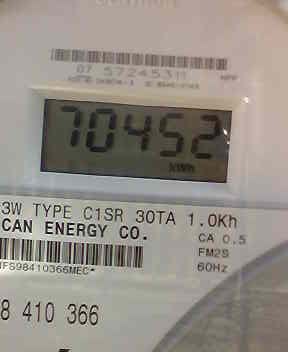 07 57245311
70452
kWh
3W TYPE C1SR 30TA 1.0Kh
CAN ENERGY CO.
CA 0.5
FM2S
60Hz
IFS98410366MEC*
8 410 366